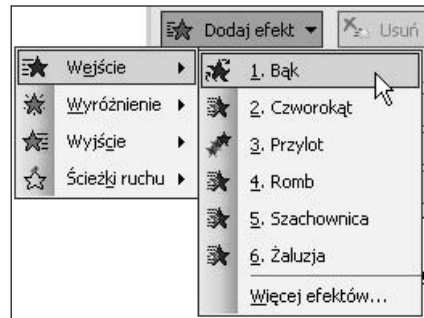 Dodaj efekt
Usuń
Wejście
Wyróżnienie
Wyjście
Ścieżki ruchu
1. Bąk
2. Czworokąt
3. Przylot
4. Romb
5. Szachownica
6. Żaluzja
Więcej efektów...